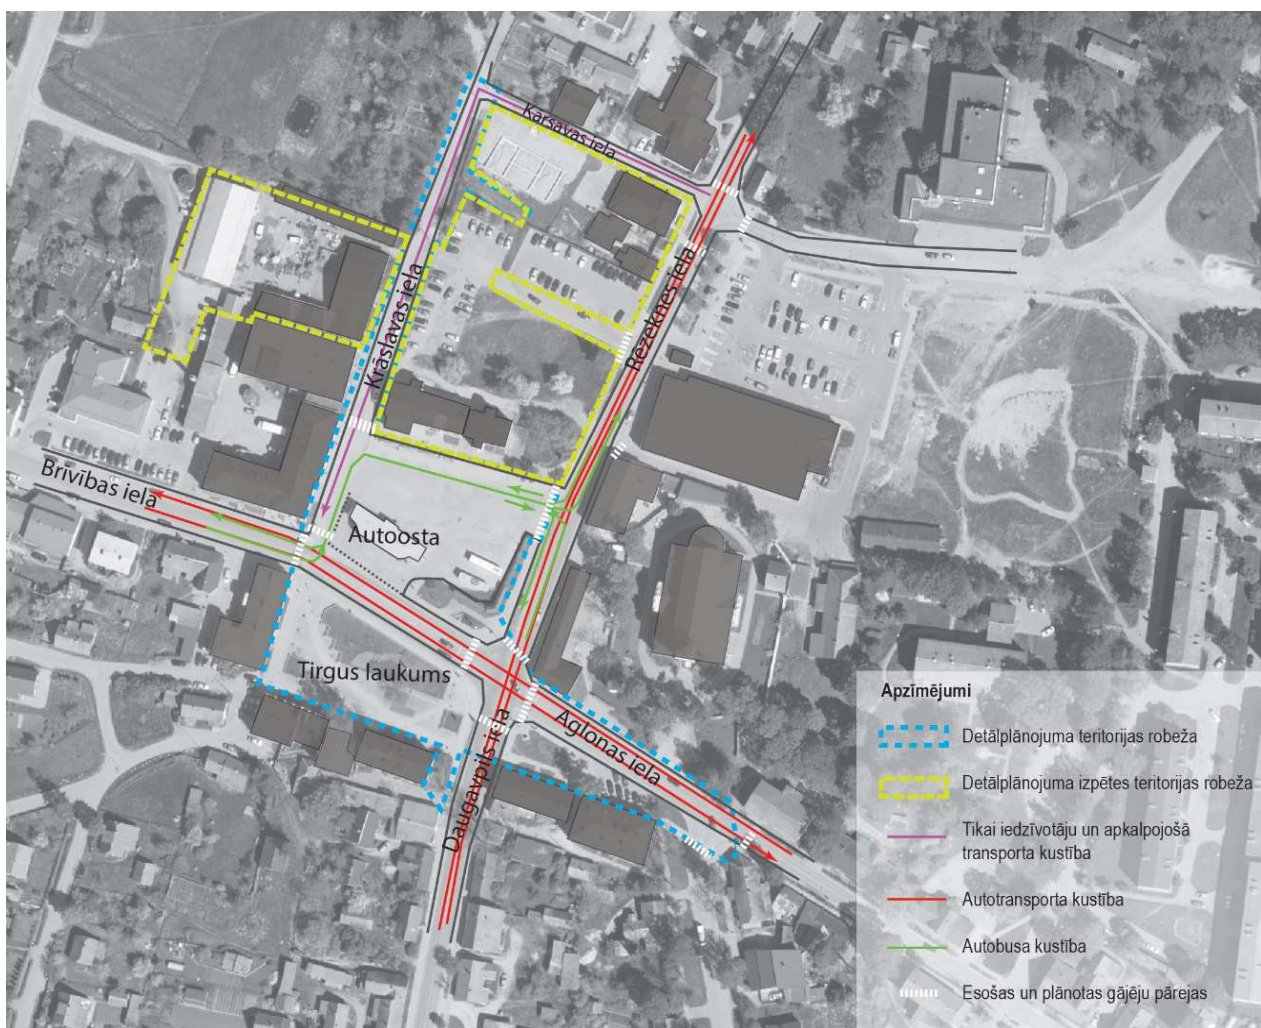 Kārsavas iela
Krāslavas iela
Rēzeknes iela
Brīvības iela
Autoosta
Tirgus laukums
Aglonas iela
Daugavpils iela
Apzīmējumi
Detālplānojuma teritorijas robeža
Detālplānojuma izpētes teritorijas robeža
Tikai iedzīvotāju un apkalpojošā
transporta kustība
Autotransporta kustība
Autobusa kustība
Esošas un plānotas gājēju pārejas